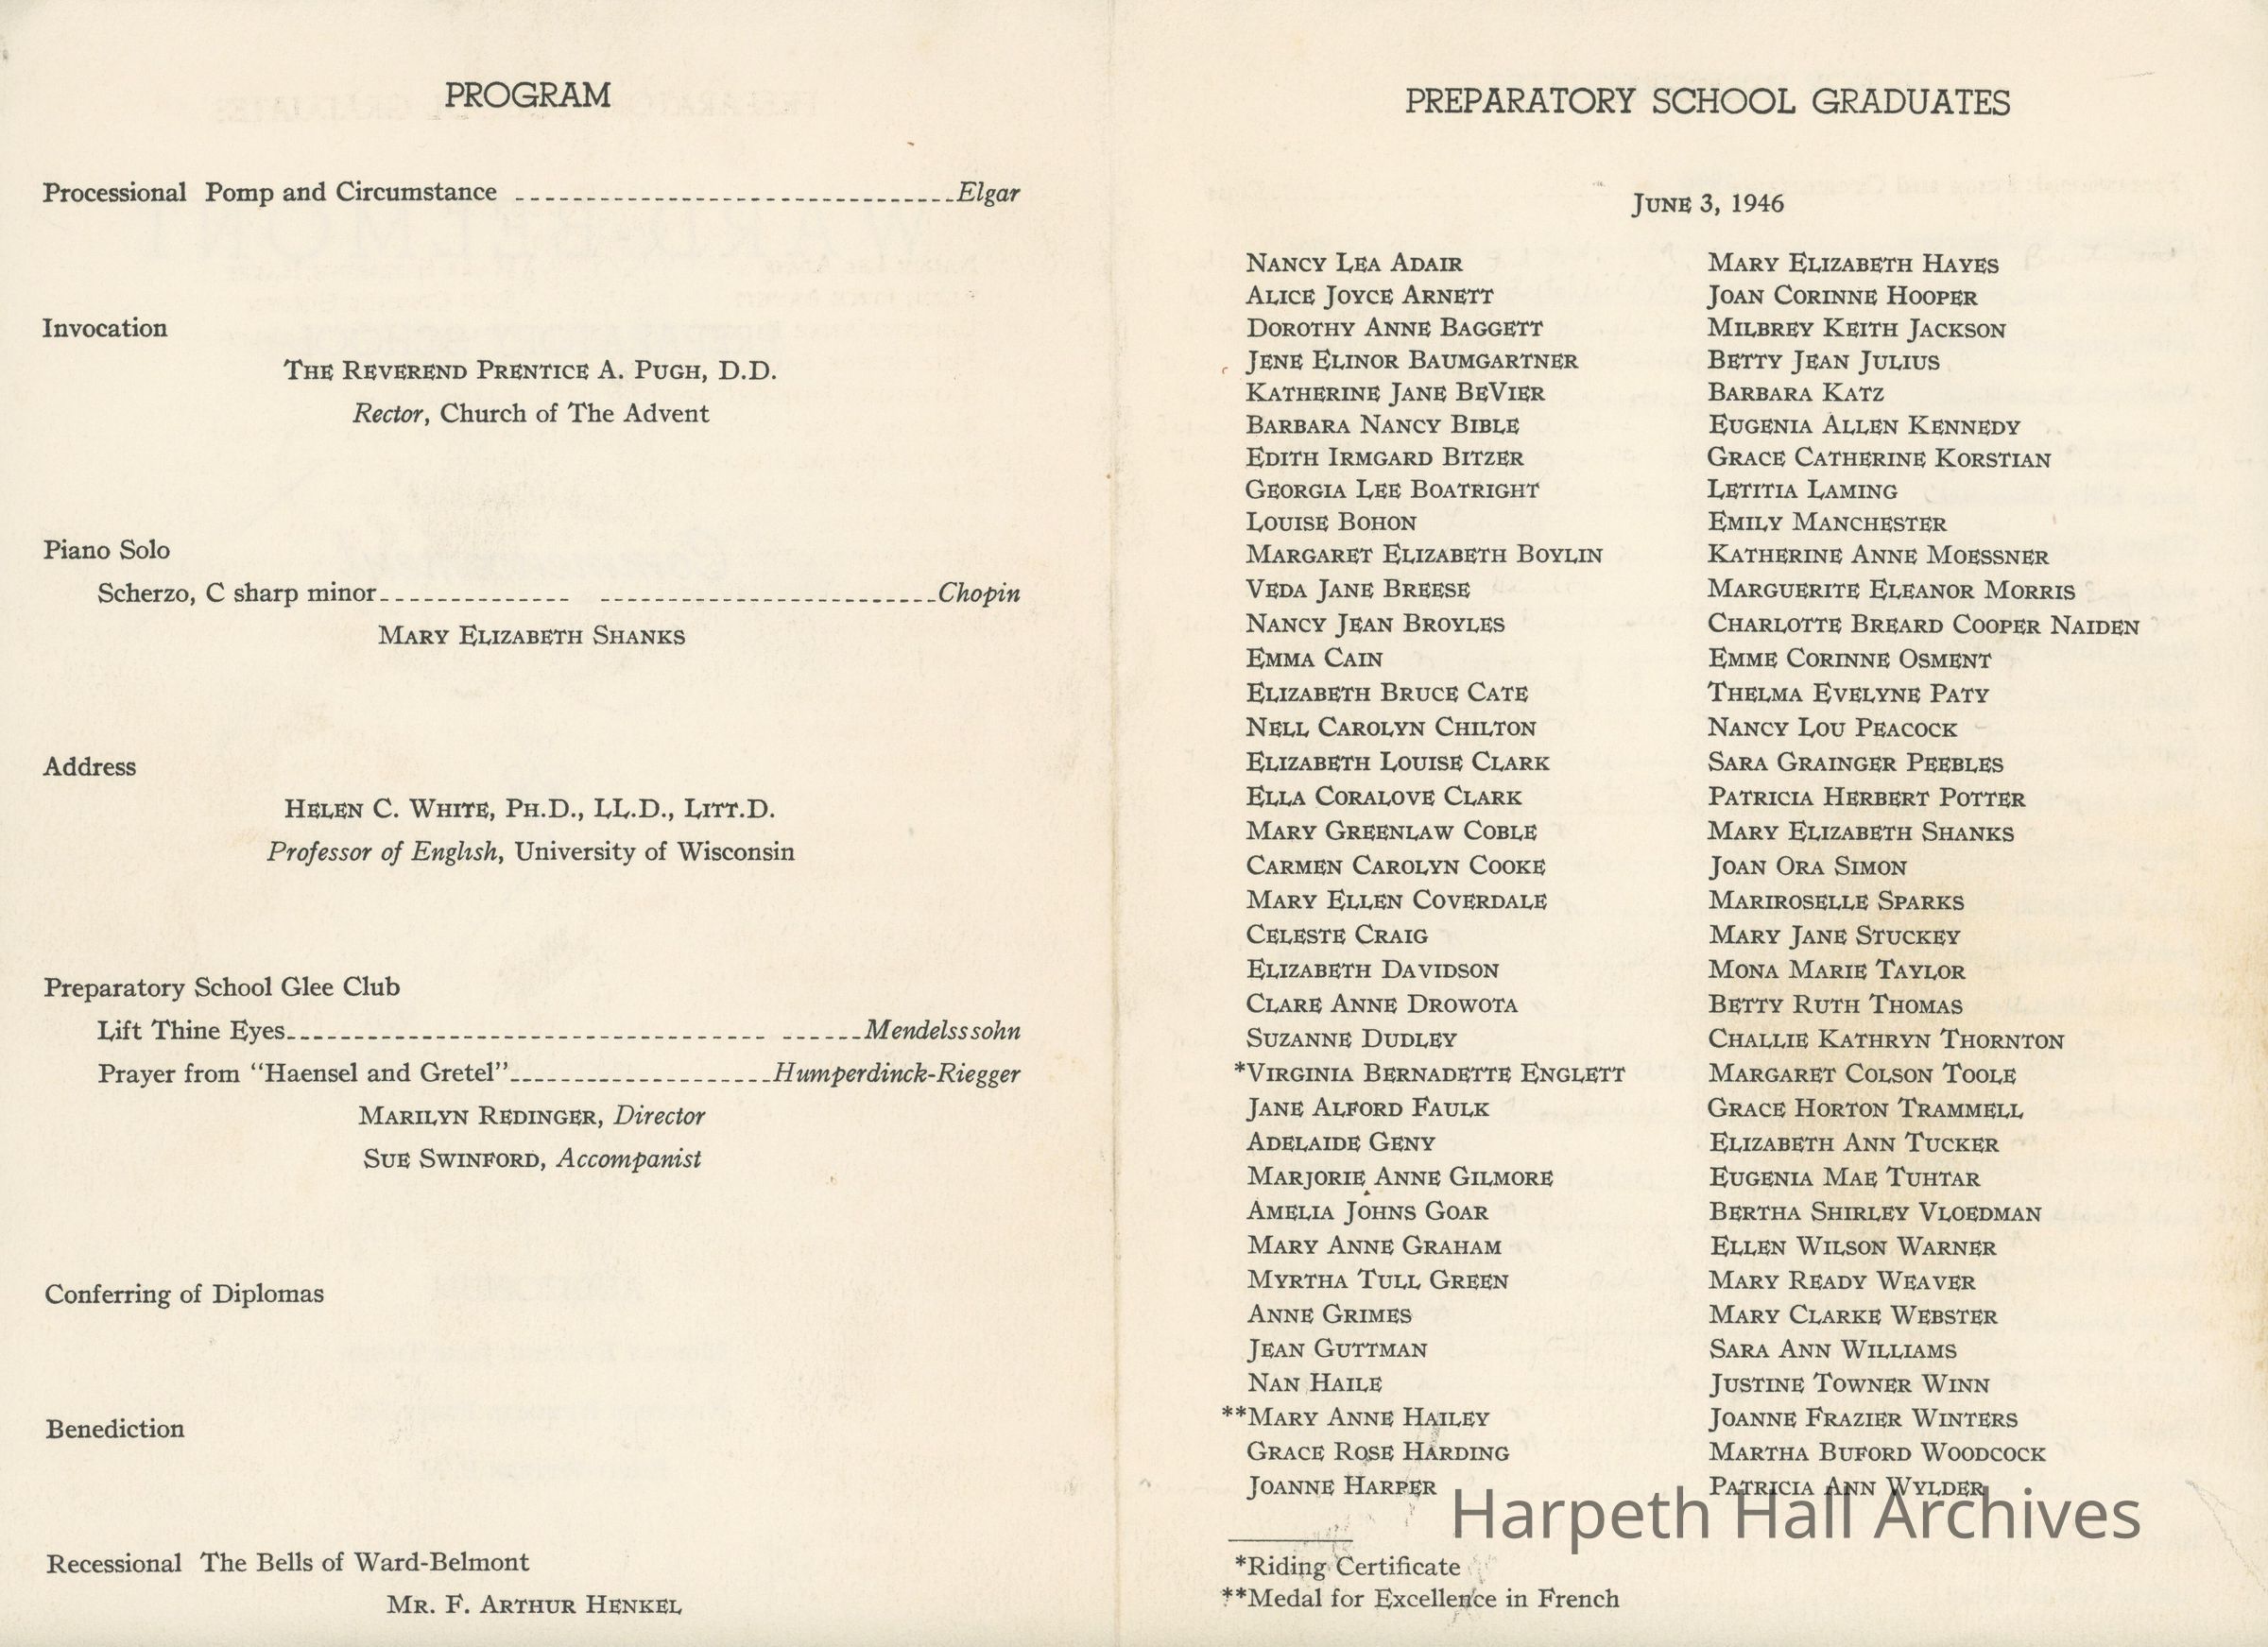 PROGRAM
Processional Pomp and Circumstance Elgar
Invocation
THE REVEREND PRENTICE A. PUGH, D.D.
Rector, Church of The Advent
Piano Solo
Scherzo, C sharp minor Chopin
MARY ELIZABETH SHANKS
Address
HELEN C. WHITE, PH.D., LL.D., LITT.D.
Professor of English, University of Wisconsin
Preparatory School Glee Club
Lift Thine Eyes Mendelsssohn
Prayer from "Haensel and Gretel" Humperdinck-Riegger
MARILYN REDINGER, Director
SUE SWINFORD, Accompanist
Conferring of Diplomas
Benediction
Recessional The Bells of Ward-Belmont
MR. F. ARTHUR HENKEL
PREPARATORY SCHOOL GRADUATES
JUNE 3, 1946
NANCY LEA ADAIR
ALICE JOYCE ARNETT
DOROTHY ANNE BAGGETT
JENE ELINOR BAUMGARTNER
KATHERINE JANE BEVIER
BARBARA NANCY BIBLE
EDITH IRMGARD BITZER
GEORGIA LEE BOATRIGHT
LOUISE BOHON
MARGARET ELIZABETH BOYLIN
VEDA JANE BREESE
NANCY JEAN BROYLES
EMMA CAIN
ELIZABETH BRUCE CATE
NELL CAROLYN CHILTON
ELIZABETH LOUISE CLARK
ELLA CORALOVE CLARK
MARY GREENLAW COBLE
CARMEN CAROLYN COOKE
MARY ELLEN COVERDALE
CELESTE CRAIG
ELIZABETH DAVIDSON
CLARE ANNE DROWOTA
SUZANNE DUDLEY
*VIRGINIA BERNADETTE ENGLETT
JANE ALFORD FAULK
ADELAIDE GENY
MARJORIE ANNE GILMORE
AMELIA JOHNS GOAR
MARY ANNE GRAHAM
MYRTHA TULL GREEN
ANNE GRIMES
JEAN GUTTMAN
NAN HAILE
**MARY ANNE HAILEY
GRACE ROSE HARDING
JOANNE HARPER
MARY ELIZABETH HAYES
JOAN CORINNE HOOPER
MILBREY KEITH JACKSON
BETTY JEAN JULIUS
BARBARA KATZ
EUGENIA ALLEN KENNEDY
GRACE CATHERINE KORSTIAN
LETITIA LAMING
EMILY MANCHESTER
KATHERINE ANNE MOESSNER
MARGUERITE ELEANOR MORRIS
CHARLOTTE BREARD COOPER NAIDEN
EMME CORINNE OSMENT
THELMA EVELYNE PATY
NANCY LOU PEACOCK
SARA GRAINGER PEEBLES
PATRICIA HERBERT POTTER
MARY ELIZABETH SHANKS
JOAN ORA SIMON
MARIROSELLE SPARKS
MARY JANE STUCKEY
MONA MARIE TAYLOR
BETTY RUTH THOMAS
CHALLIE KATHRYN THORNTON
MARGARET COLSON TOOLE
GRACE HORTON TRAMMELL
ELIZABETH ANN TUCKER
EUGENIA MAE TUHTAR
BERTHA SHIRLEY VLOEDMAN
ELLEN WILSON WARNER
MARY READY WEAVER
MARY CLARKE WEBSTER
SARA ANN WILLIAMS
JUSTINE TOWNER WINN
JOANNE FRAZIER WINTERS
MARTHA BUFORD WOODCOCK
PATRICIA ANN WYLDER
Harpeth Hall Archives
*Riding Certificate
**Medal for Excellence in French